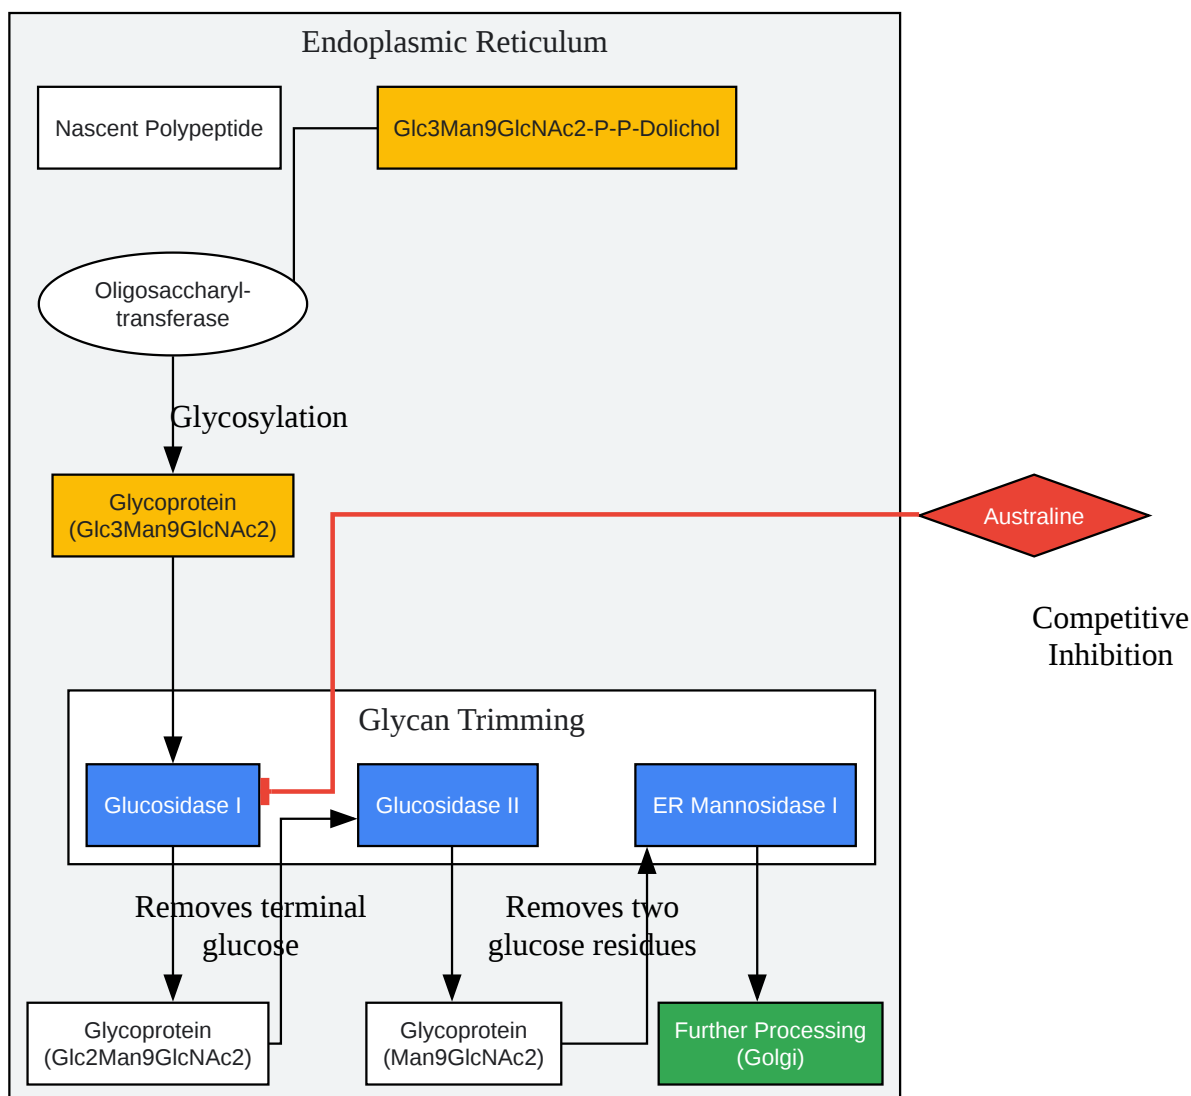 Endoplasmic Reticulum
Nascent Polypeptide
Glc3Man9GlcNAc2-P-P-Dolichol
Oligosaccharyl-
transferase
Glycosylation
Glycoprotein
(Glc3Man9GlcNAc2)
Australine
Competitive
Inhibition
Glycan Trimming
Glucosidase I
Glucosidase II
ER Mannosidase I
Removes terminal
glucose
Removes two
glucose residues
Glycoprotein
(Glc2Man9GlcNAc2)
Glycoprotein
(Man9GlcNAc2)
Further Processing
(Golgi)